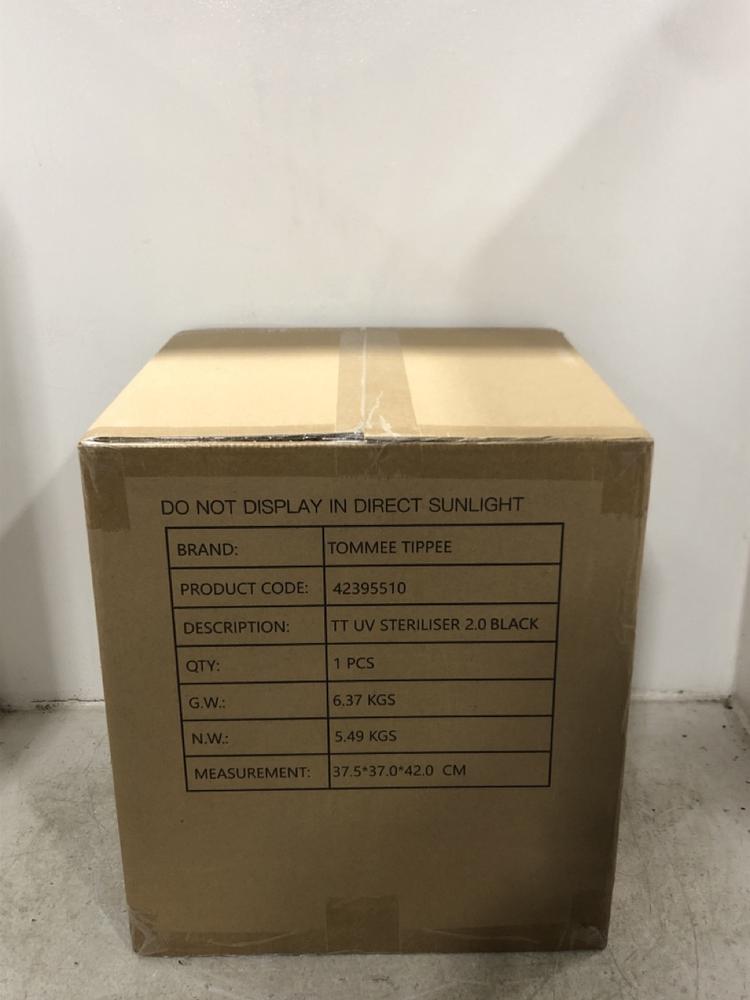 DO NOT DISPLAY IN DIRECT SUNLIGHT
BRAND: TOMMEE TIPPEE
PRODUCT CODE: 42395510
DESCRIPTION: TT UV STERILISER 2.0 BLACK
QTY: 1 PCS
G.W.: 6.37 KGS
N.W.: 5.49 KGS
MEASUREMENT: 37.5*37.0*42.0 CM